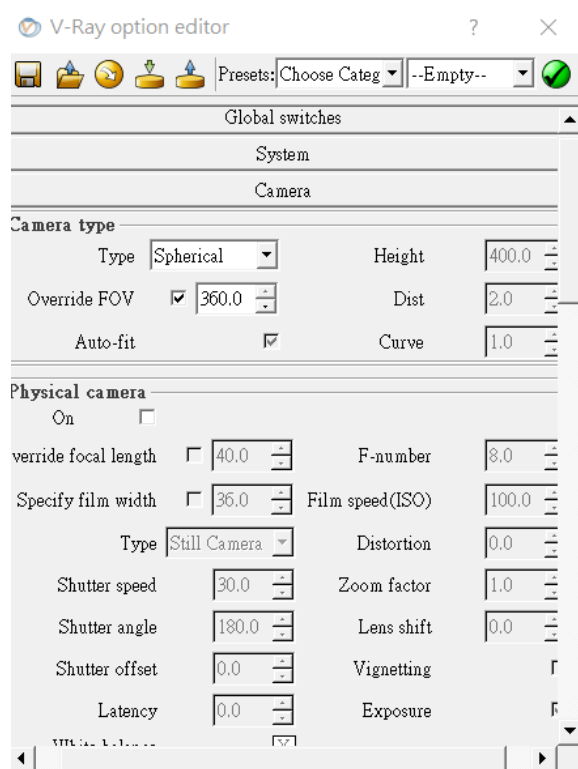 V-Ray option editor ? ×
Presets: Choose Categ --Empty--
Global switches
System
Camera
Camera type
Type Spherical Height 400.0
Override FOV 360.0 Dist 2.0
Auto-fit Curve 1.0
Physical camera
On
verride focal length 40.0 F-number 8.0
Specify film width 36.0 Film speed(ISO) 100.0
Type Still Camera Distortion 0.0
Shutter speed 30.0 Zoom factor 1.0
Shutter angle 180.0 Lens shift 0.0
Shutter offset 0.0 Vignetting
Latency 0.0 Exposure
White balance